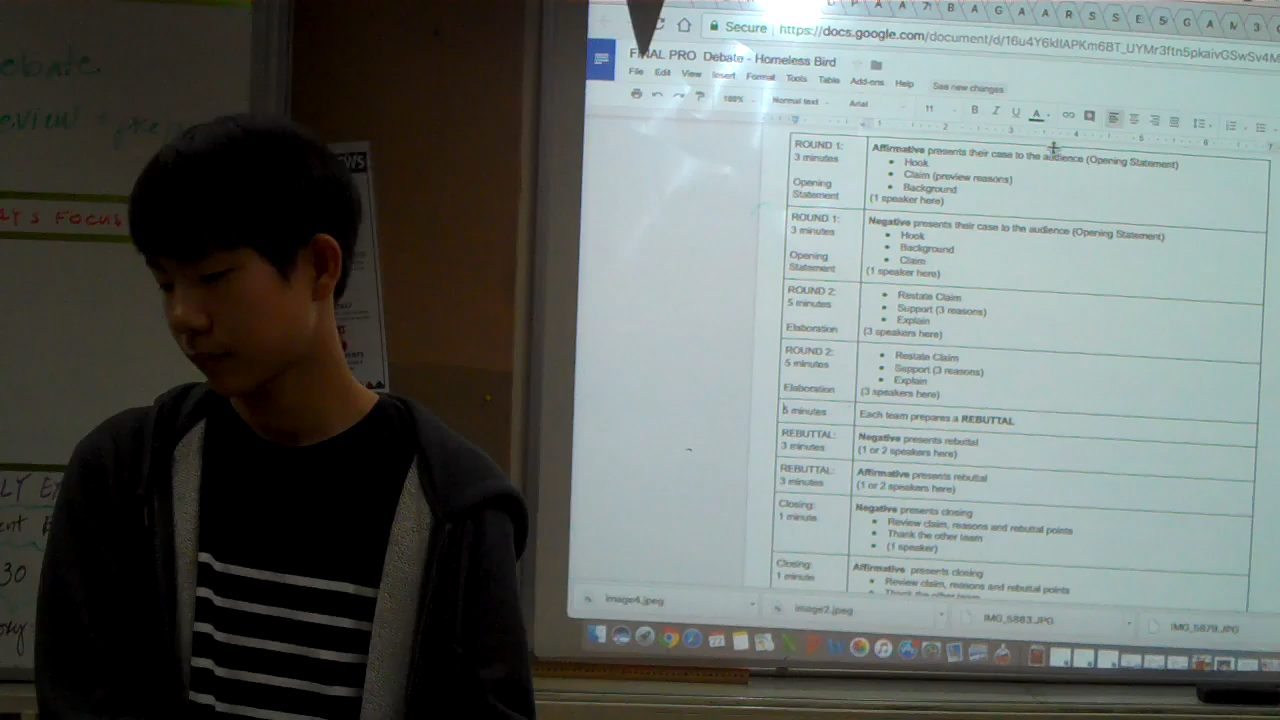 Secure https://docs.google.com/document/d/
FINAL PRO Debate - Homeless Bird
File Edit View Insert Format Tools Table Add-ons Help See new changes
Normal text Arial 11 B I U A
ROUND 1:
3 minutes
Opening
Statement
Affirmative presents their case to the audience (Opening Statement)
Hook
Claim (preview reasons)
Background
(1 speaker here)
ROUND 1:
3 minutes
Opening
Statement
Negative presents their case to the audience (Opening Statement)
Hook
Background
Claim
(1 speaker here)
ROUND 2:
5 minutes
Elaboration
Restate Claim
Support (3 reasons)
Explain
(3 speakers here)
ROUND 2:
5 minutes
Elaboration
Restate Claim
Support (3 reasons)
Explain
(3 speakers here)
5 minutes
Each team prepares a REBUTTAL
REBUTTAL:
3 minutes
Negative presents rebuttal
(1 or 2 speakers here)
REBUTTAL:
3 minutes
Affirmative presents rebuttal
(1 or 2 speakers here)
Closing:
1 minute
Negative presents closing
Review claim, reasons and rebuttal points
Thank the other team
(1 speaker)
Closing:
1 minute
Affirmative presents closing
Review claim, reasons and rebuttal points
Thank the other team
image4.jpeg image2.jpeg IMG_5883.JPG IMG_5879.JPG
FOCUS
30